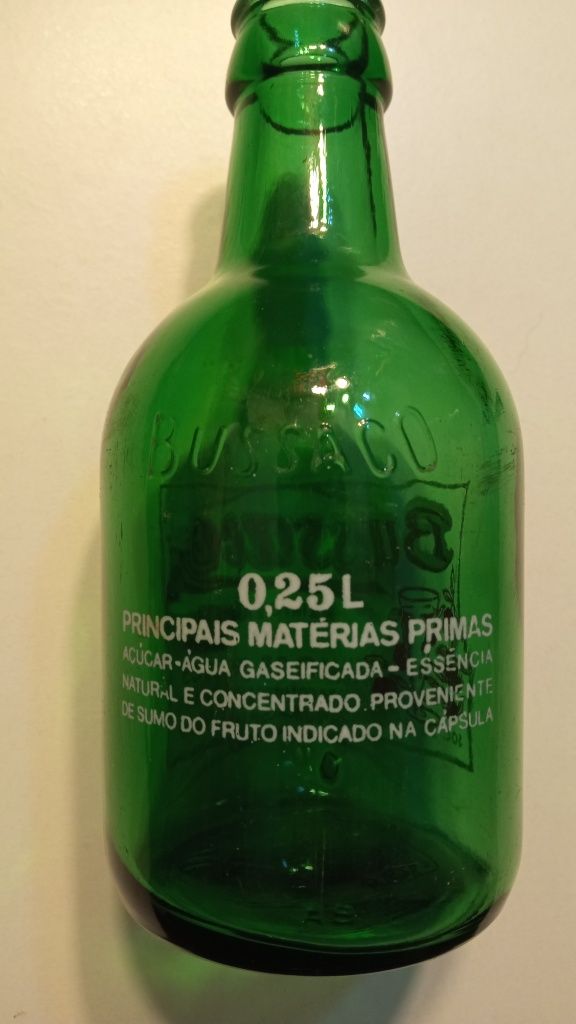 BUSSACO
Bussaco
0,25L
PRINCIPAIS MATÉRIAS PRIMAS
AÇÚCAR-ÁGUA GASEIFICADA-ESSÊNCIA
NATURAL E CONCENTRADO PROVENIENTE
DE SUMO DO FRUTO INDICADO NA CÁPSULA